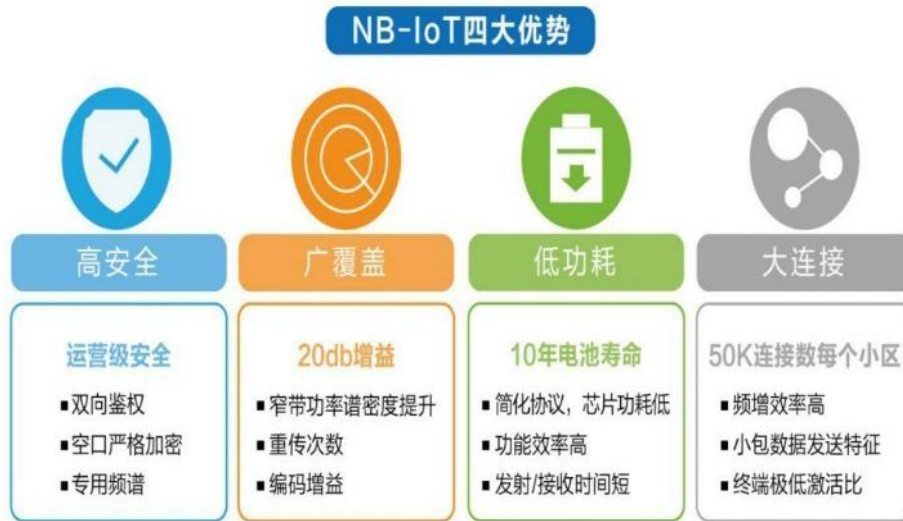 NB-IoT四大优势
高安全
运营级安全
▪双向鉴权
▪空口严格加密
▪专用频谱
广覆盖
20db增益
▪窄带功率谱密度提升
▪重传次数
▪编码增益
低功耗
10年电池寿命
▪简化协议，芯片功耗低
▪功能效率高
▪发射/接收时间短
大连接
50K连接数每个小区
▪频增效率高
▪小包数据发送特征
▪终端极低激活比